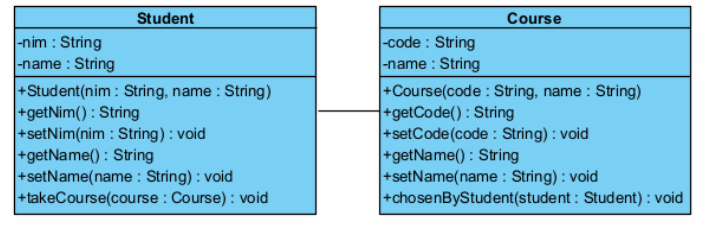 Student
-nim : String
-name : String
+Student(nim : String, name : String)
+getNim() : String
+setNim(nim : String) : void
+getName() : String
+setName(name : String) : void
+takeCourse(course : Course) : void
Course
-code : String
-name : String
+Course(code : String, name : String)
+getCode() : String
+setCode(code : String) : void
+getName() : String
+setName(name : String) : void
+chosenByStudent(student : Student) : void